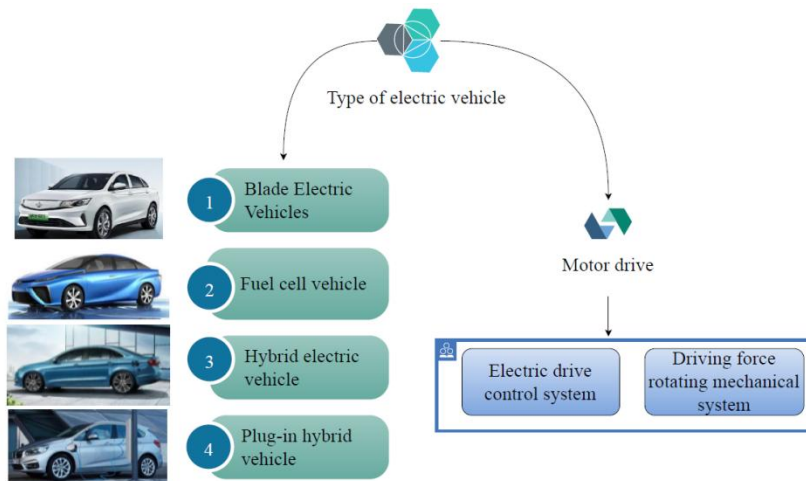 Type of electric vehicle
1
Blade Electric
Vehicles
2
Fuel cell vehicle
3
Hybrid electric
vehicle
4
Plug-in hybrid
vehicle
Motor drive
Electric drive
control system
Driving force
rotating mechanical
system